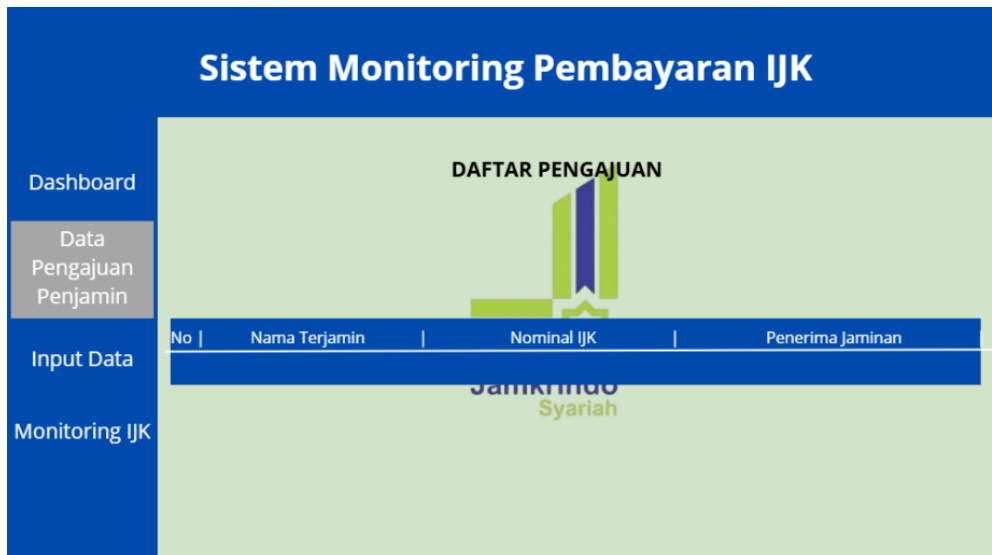 Sistem Monitoring Pembayaran IJK
Dashboard
Data
Pengajuan
Penjamin
Input Data
Monitoring IJK
DAFTAR PENGAJUAN
No | Nama Terjamin | Nominal IJK | Penerima Jaminan |
Jamkrindo
Syariah